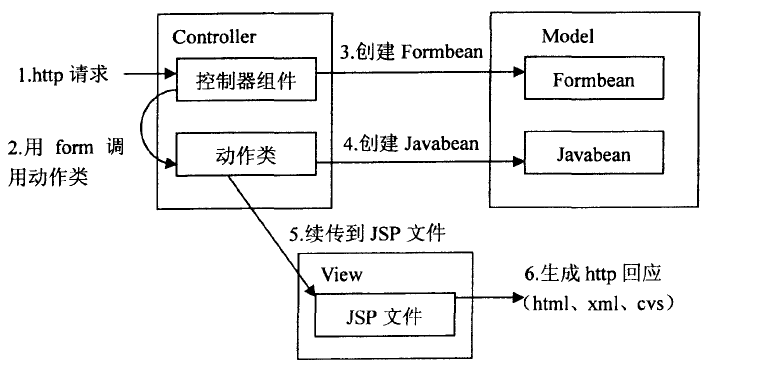 Controller
Model
3.创建 Formbean
1.http 请求
控制器组件
Formbean
2.用 form 调
用动作类
动作类
4.创建 Javabean
Javabean
5.续传到 JSP 文件
View
JSP 文件
6.生成 http 回应
（html、xml、cvs）